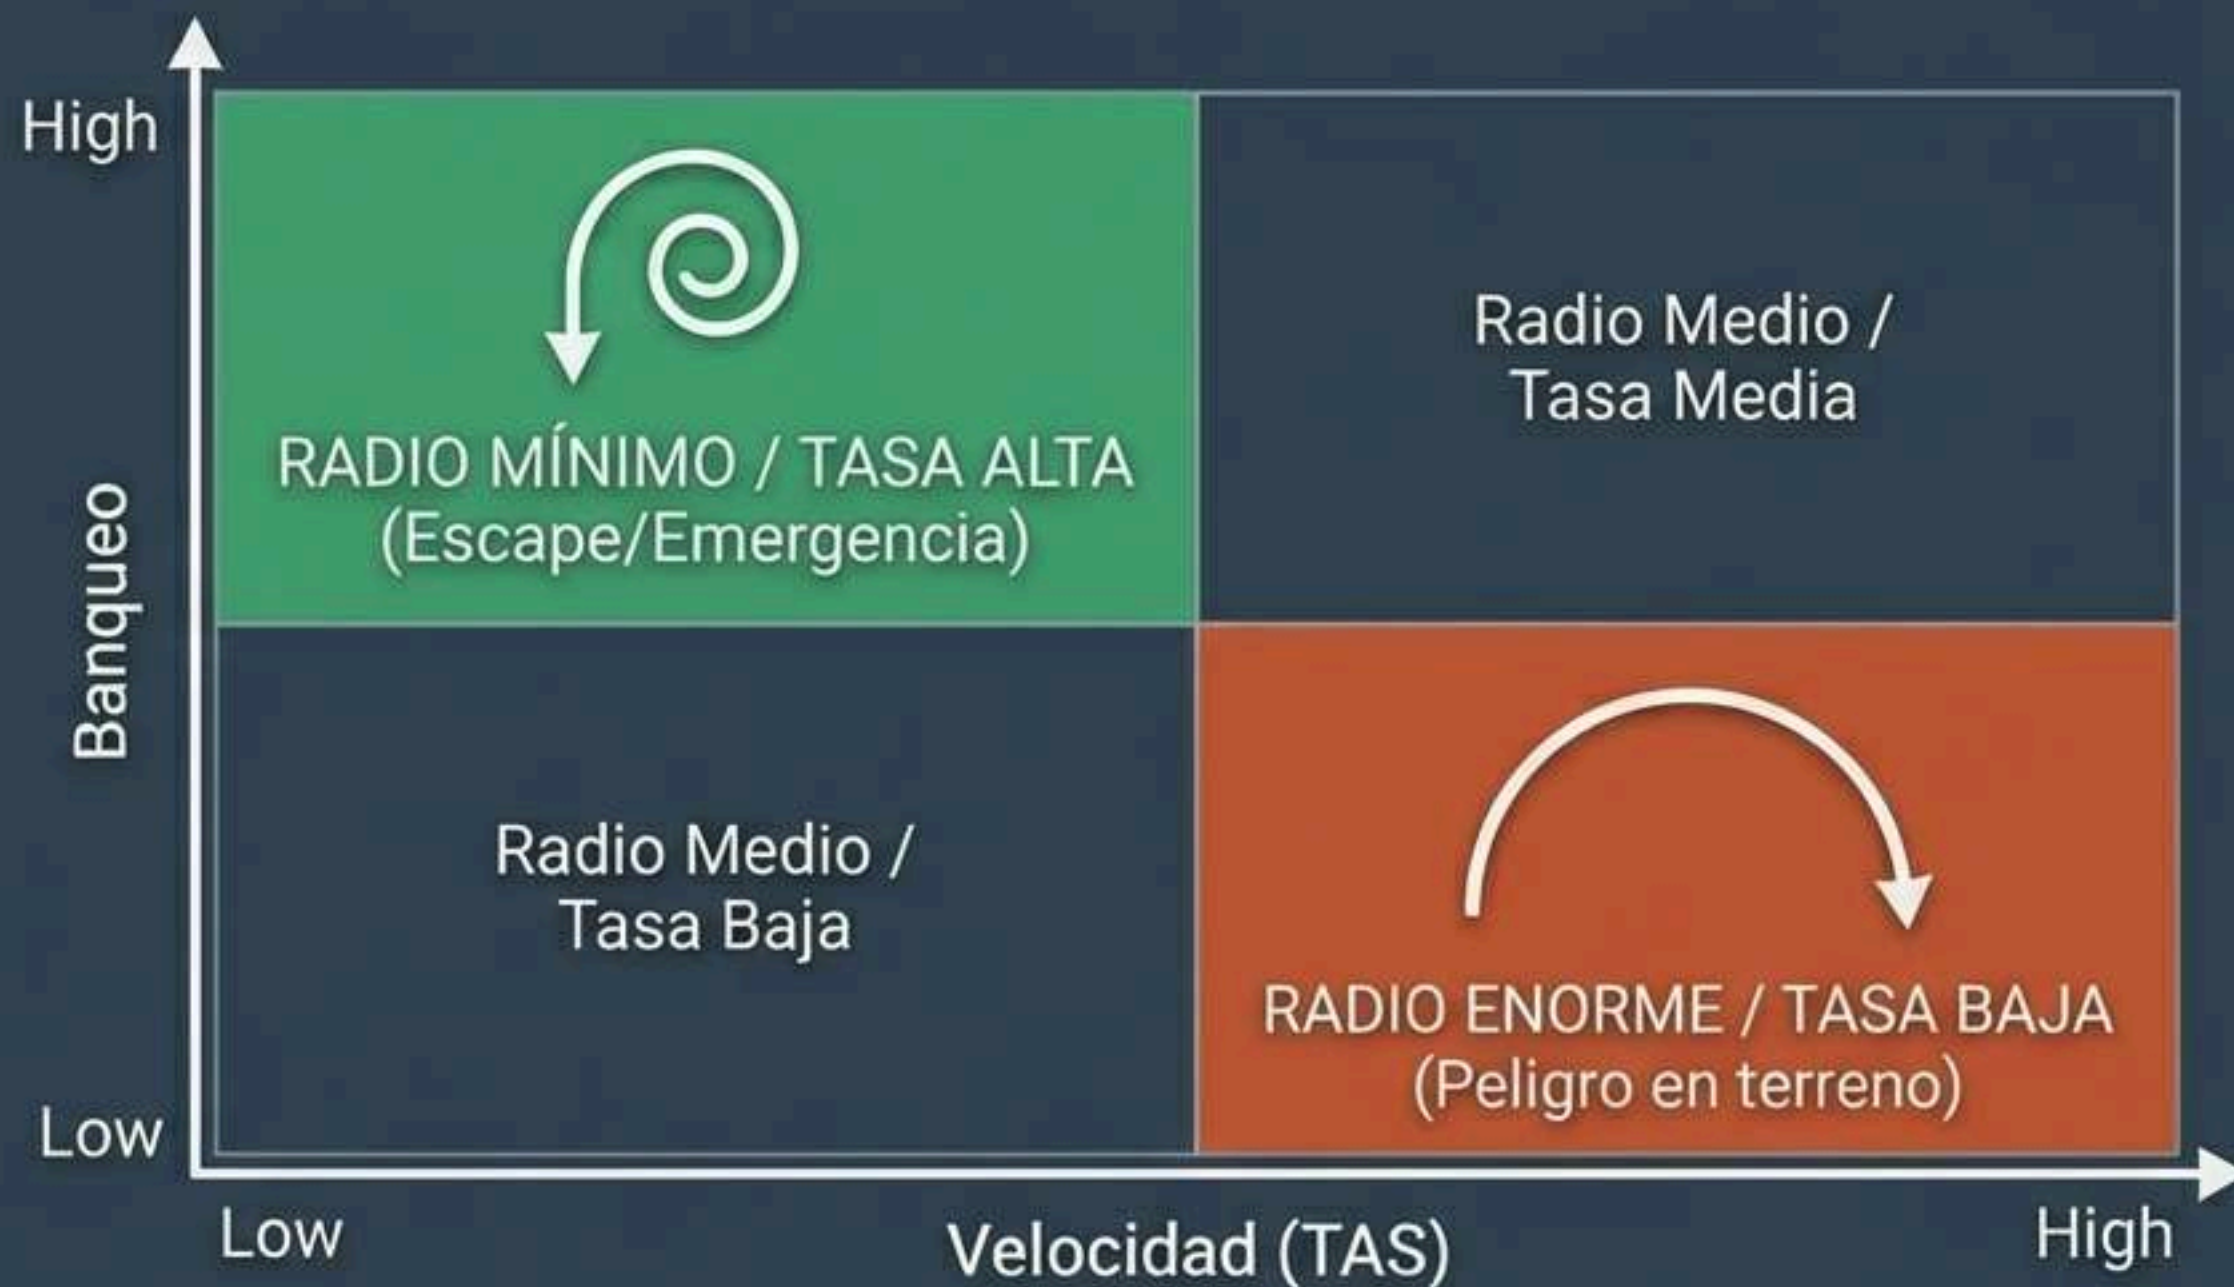 High
RADIO MÍNIMO / TASA ALTA
(Escape/Emergencia)
Radio Medio /
Tasa Media
Banqueo
Radio Medio /
Tasa Baja
RADIO ENORME / TASA BAJA
(Peligro en terreno)
Low
Low
Velocidad (TAS)
High